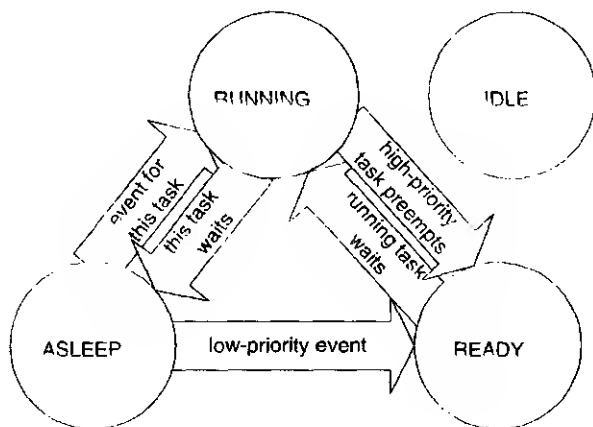 RUNNING
IDLE
event for
this task
this task
waits
high-priority
task preempts
running task
waits
ASLEEP
low-priority event
READY